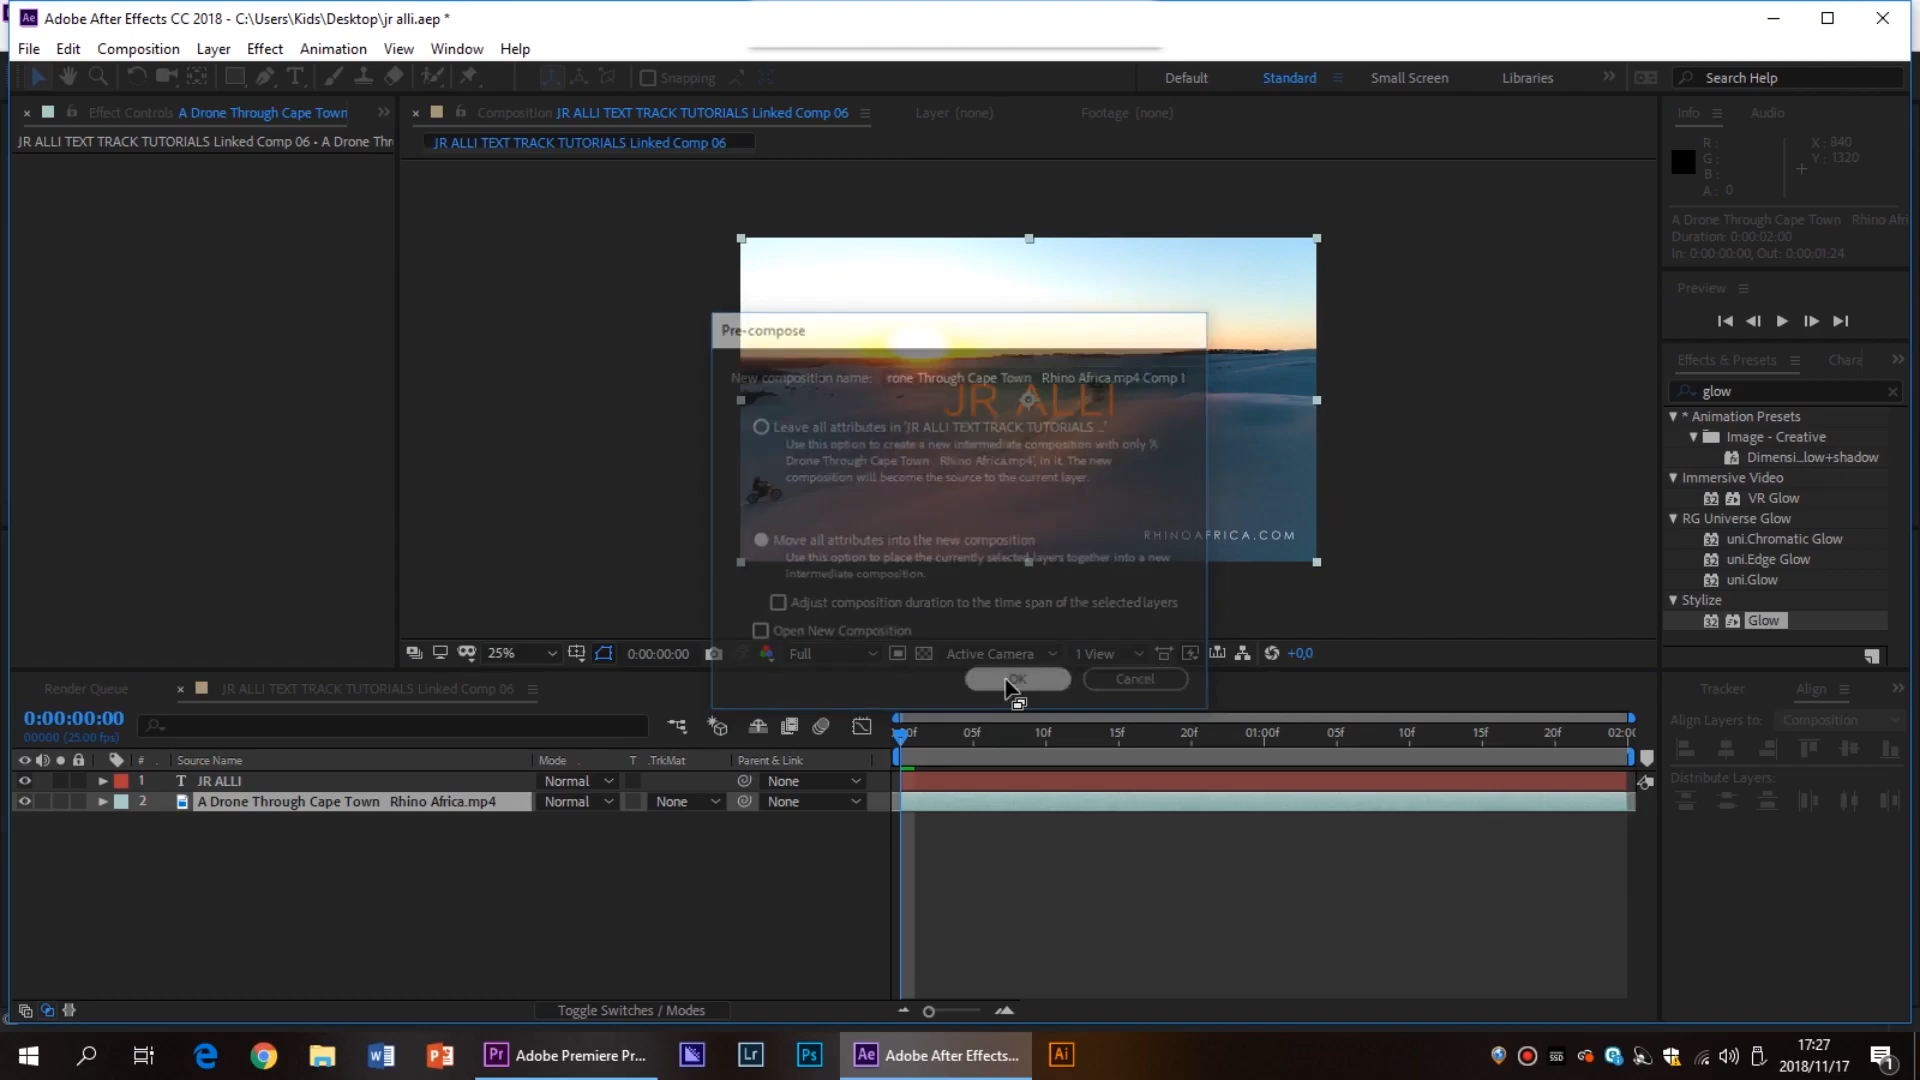 Adobe After Effects CC 2018 - C:\Users\Kids\Desktop\jr alli.aep *
File Edit Composition Layer Effect Animation View Window Help
Snapping Default Standard Small Screen Libraries Search Help
Effect Controls A Drone Through Cape Town
JR ALLI TEXT TRACK TUTORIALS Linked Comp 06 - A Drone Thr
Composition JR ALLI TEXT TRACK TUTORIALS Linked Comp 06 Layer (none) Footage (none)
JR ALLI TEXT TRACK TUTORIALS Linked Comp 06
Info Audio
R : X : 840
G : Y : 1320
B :
A : 0
A Drone Through Cape Town Rhino Afri
Duration: 0:00:02:00
In: 0:00:00:00, Out: 0:00:01:24
Preview
Effects & Presets Chara
glow
* Animation Presets
Image - Creative
Dimensi...low+shadow
Immersive Video
VR Glow
RG Universe Glow
uni.Chromatic Glow
uni.Edge Glow
uni.Glow
Stylize
Glow
Pre-compose
New composition name: rone Through Cape Town Rhino Africa.mp4 Comp 1
JR ALLI
Leave all attributes in 'JR ALLI TEXT TRACK TUTORIALS ...'
Use this option to create a new intermediate composition with only 'A
Drone Through Cape Town Rhino Africa.mp4', in it. The new
composition will become the source to the current layer.
RHINOAFRICA.COM
Move all attributes into the new composition
Use this option to place the currently selected layers together into a new
intermediate composition.
Adjust composition duration to the time span of the selected layers
Open New Composition
OK Cancel
25% 0:00:00:00 Full Active Camera 1 View +0,0
Render Queue JR ALLI TEXT TRACK TUTORIALS Linked Comp 06
0:00:00:00
00000 (25.00 fps)
05f 10f 15f 20f 01:00f 05f 10f 15f 20f 02:00
# Source Name Mode T .TrkMat Parent & Link
1 T JR ALLI Normal None
2 A Drone Through Cape Town Rhino Africa.mp4 Normal None None
Toggle Switches / Modes
Tracker Align
Align Layers to: Composition
Distribute Layers:
Pr Adobe Premiere Pr... Lr Ps Ae Adobe After Effects... Ai
SSD
17:27
2018/11/17
1